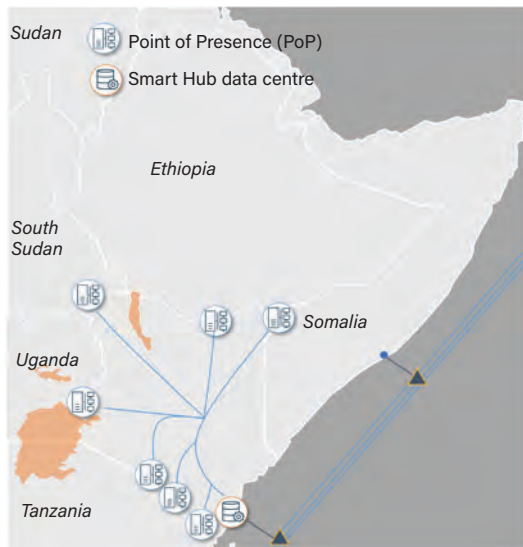 Sudan
Point of Presence (PoP)
Smart Hub data centre
Ethiopia
South
Sudan
Somalia
Uganda
Tanzania